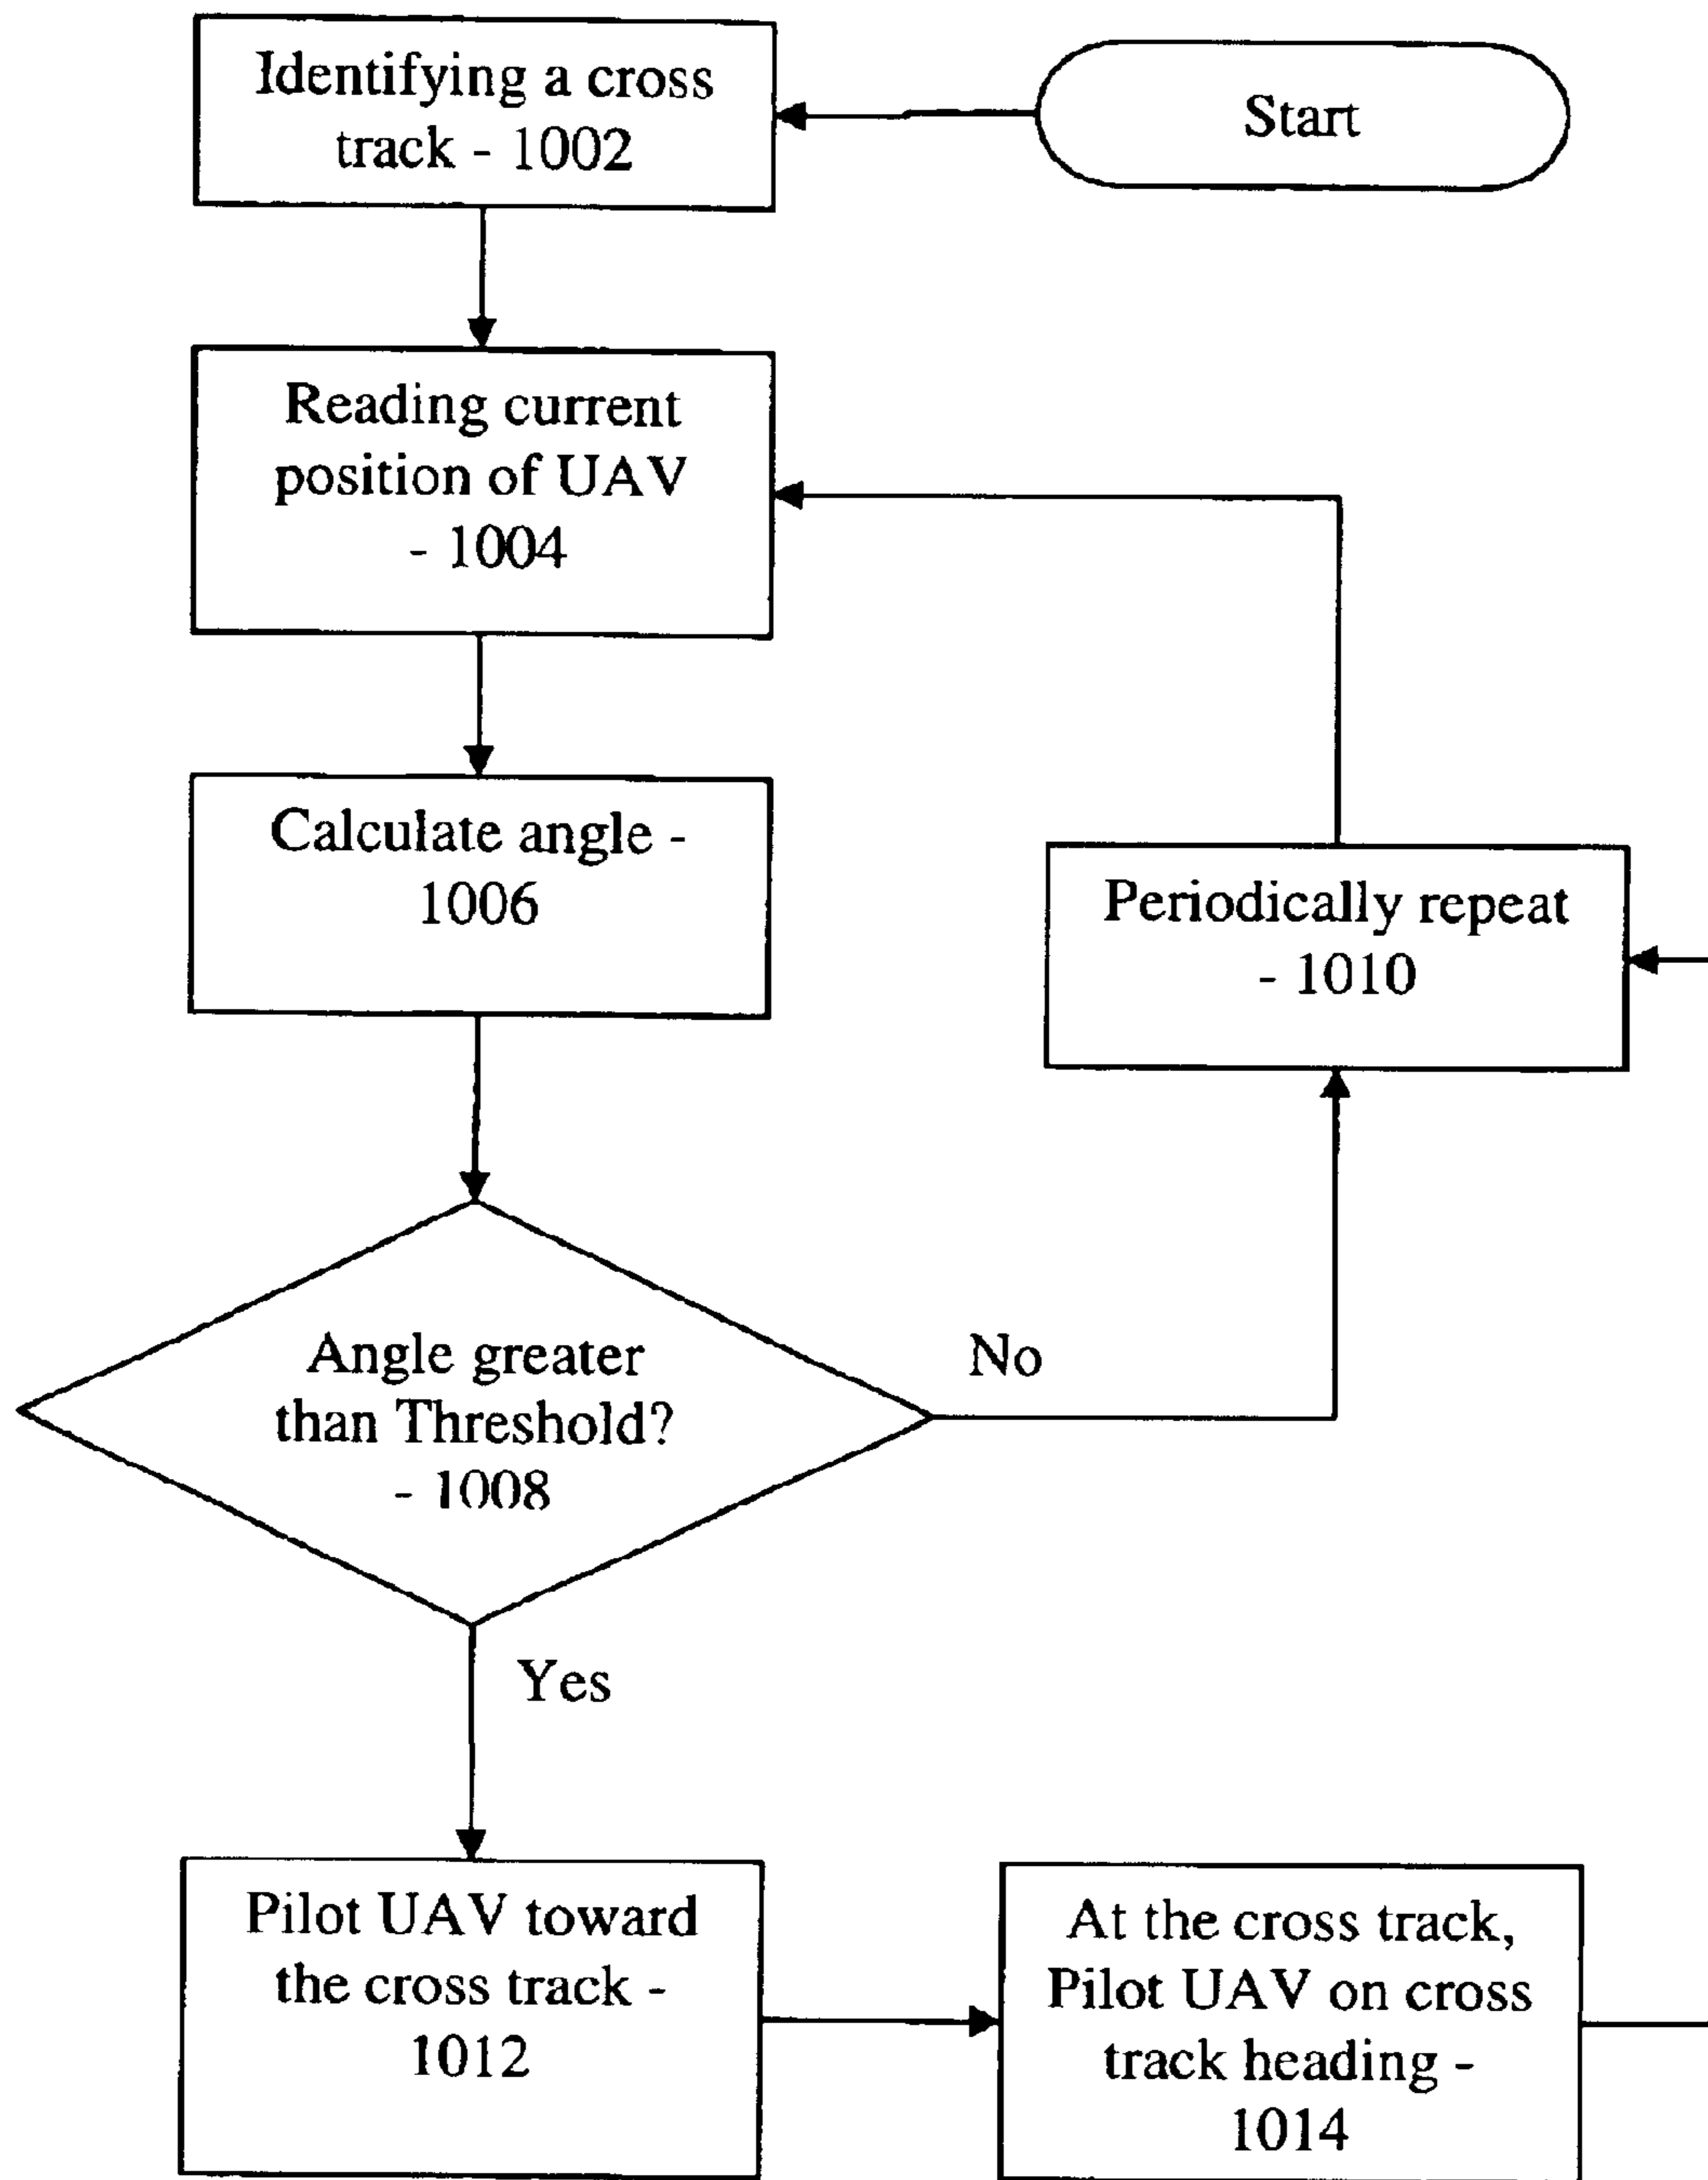 Identifying a cross
track - 1002
Start
Reading current
position of UAV
- 1004
Calculate angle -
1006
Periodically repeat
- 1010
Angle greater
than Threshold?
- 1008
No
Yes
Pilot UAV toward
the cross track -
1012
At the cross track,
Pilot UAV on cross
track heading -
1014